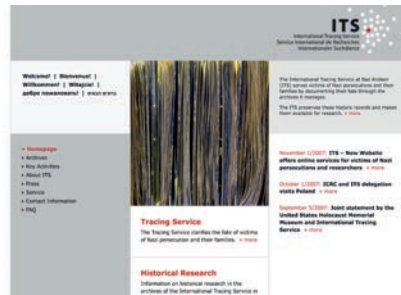 ITS
International Tracing Service
Service International de Recherches
Internationaler Suchdienst
Welcome! | Bienvenue! |
Willkommen! | Witajcie! |
добро пожаловать! |
The International Tracing Service at Bad Arolsen
(ITS) serves victims of Nazi persecutions and their
families by documenting their fate through the
archives it manages.
The ITS preserves these historic records and makes
them available for research. » more
» Homepage
» Archives
» Key Activities
» About ITS
» Press
» Service
» Contact Information
» FAQ
Tracing Service
The Tracing Service clarifies the fate of victims
of Nazi persecution and their families. » more
Historical Research
Information on historical research in the
archives of the International Tracing Service in
November 1/2007: ITS – New Website
offers online services for victims of Nazi
persecutions and researchers » more
October 1/2007: ICRC and ITS delegation
visits Poland » more
September 5/2007: Joint statement by the
United States Holocaust Memorial
Museum and International Tracing
Service » more